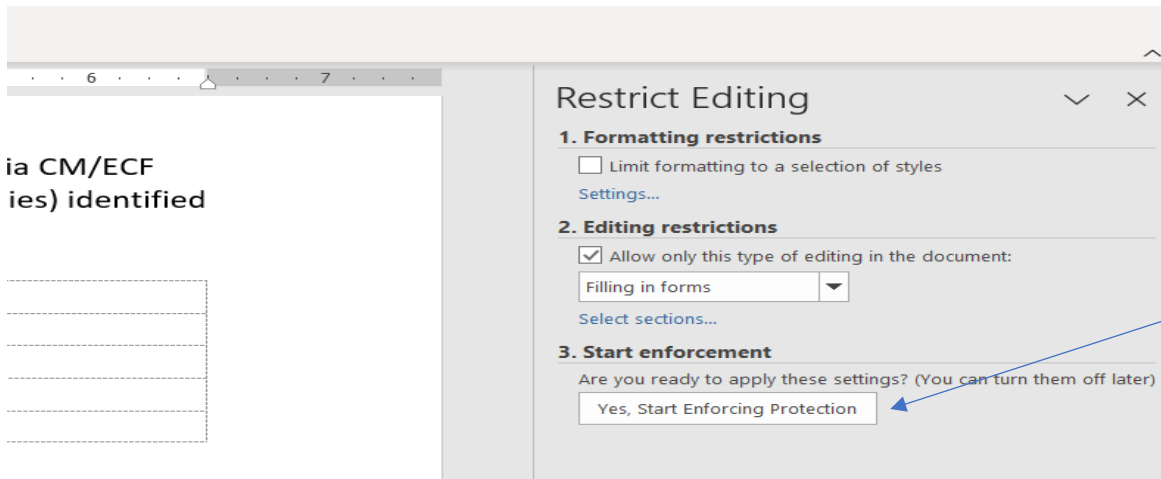 6 7
ia CM/ECF
ies) identified
Restrict Editing
1. Formatting restrictions
Limit formatting to a selection of styles
Settings...
2. Editing restrictions
Allow only this type of editing in the document:
Filling in forms
Select sections...
3. Start enforcement
Are you ready to apply these settings? (You can turn them off later)
Yes, Start Enforcing Protection